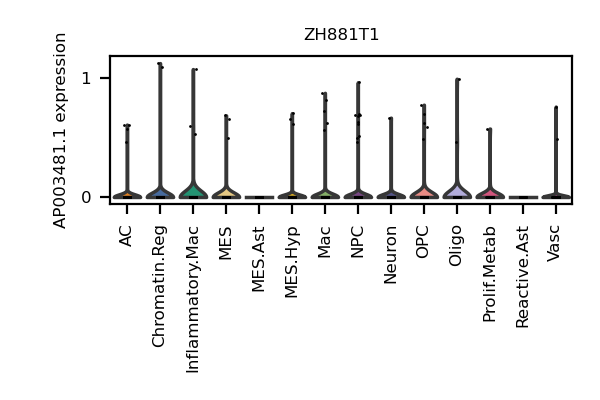 ZH881T1
AP003481.1 expression
1
0
AC
Chromatin.Reg
Inflammatory.Mac
MES
MES.Ast
MES.Hyp
Mac
NPC
Neuron
OPC
Oligo
Prolif.Metab
Reactive.Ast
Vasc